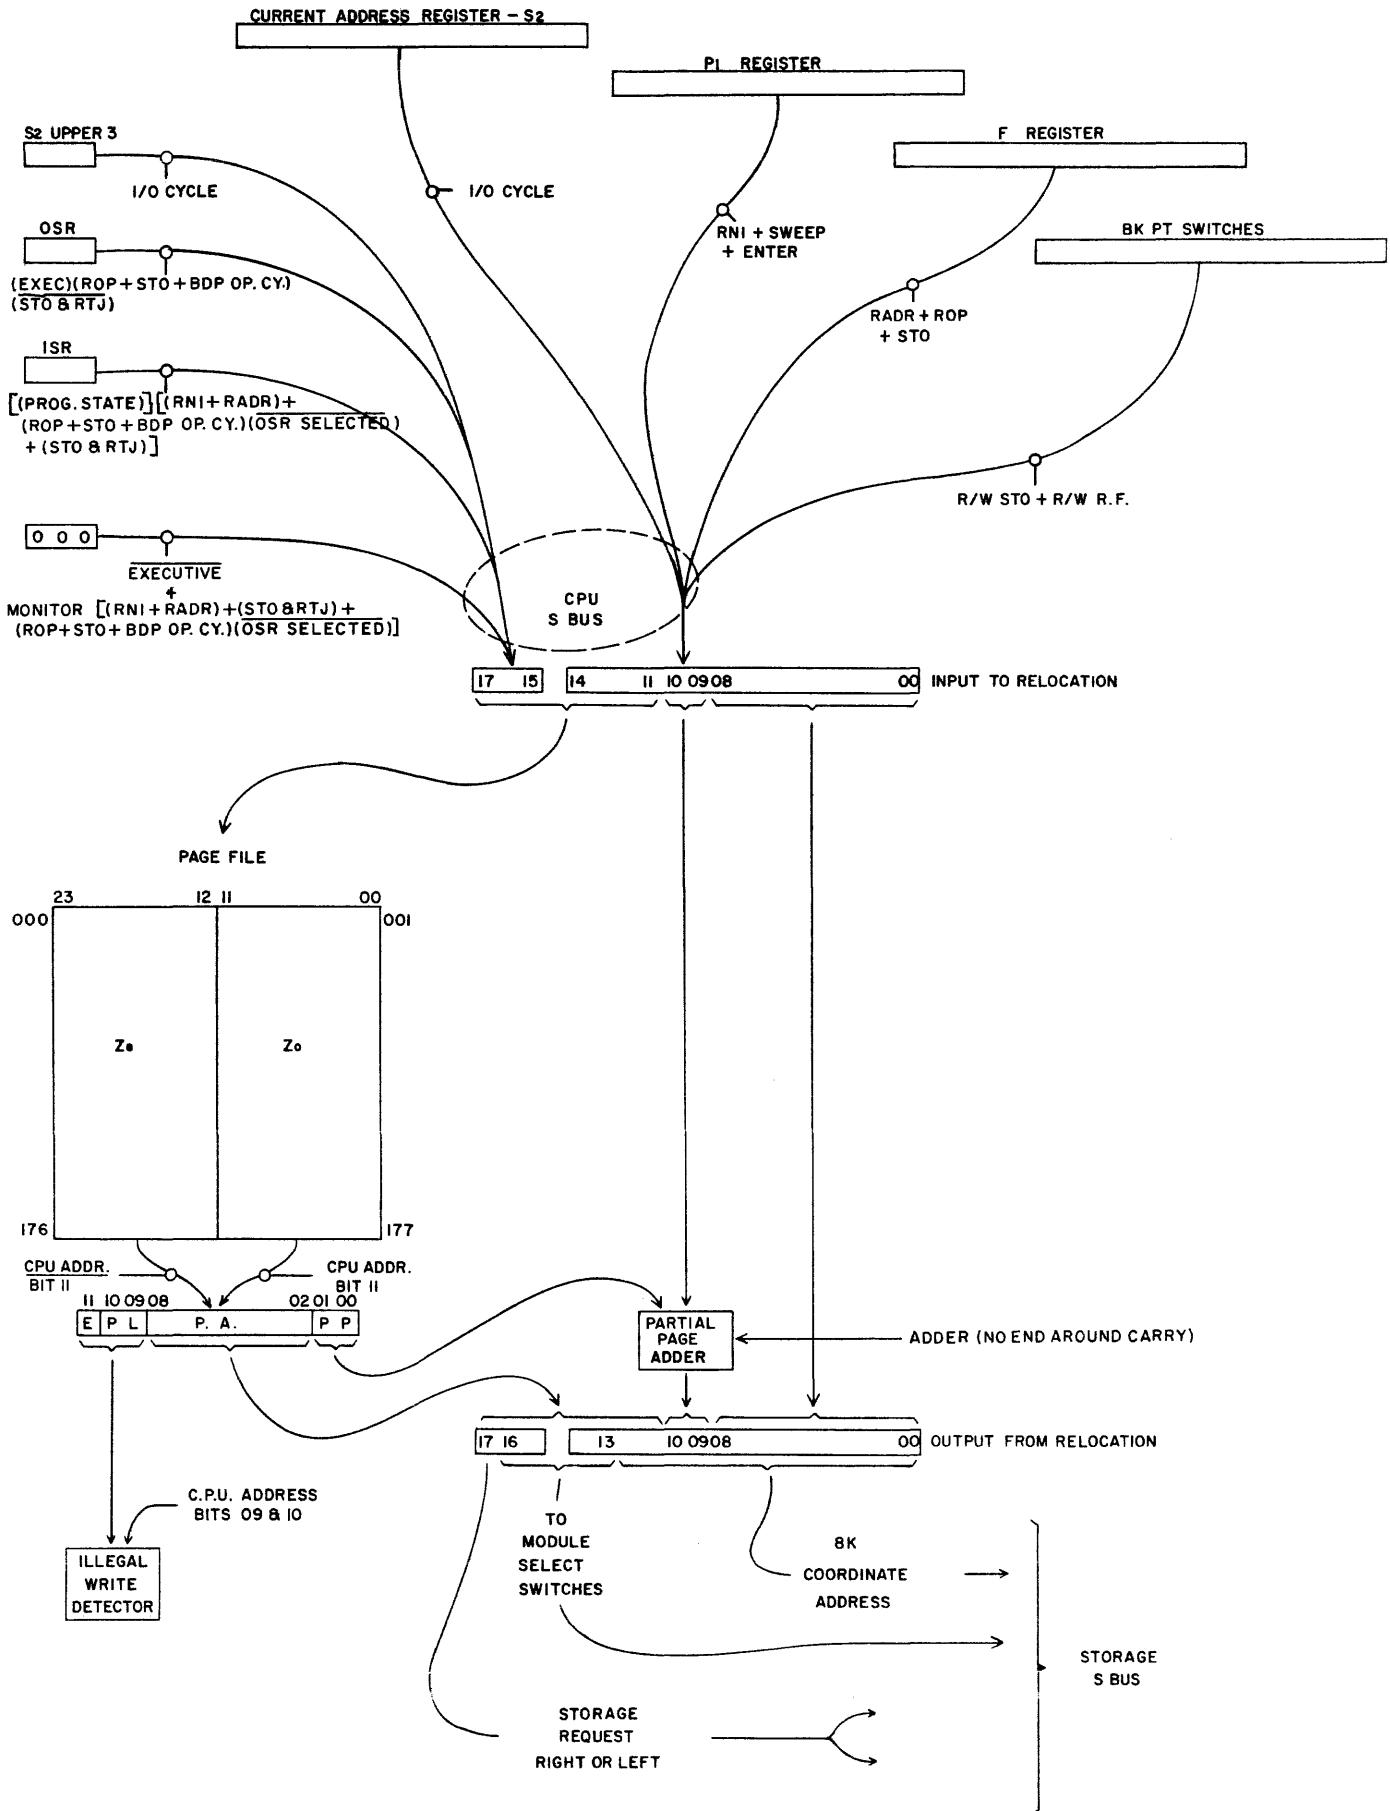 CURRENT ADDRESS REGISTER - S2
P1 REGISTER
F REGISTER
BK PT SWITCHES
S2 UPPER 3
I/O CYCLE
I/O CYCLE
RNI + SWEEP
+ ENTER
RADR + ROP
+ STO
R/W STO + R/W R.F.
OSR
(EXEC)(ROP+STO+BDP OP. CY.)
(STO & RTJ)
ISR
[(PROG. STATE)][(RNI+RADR)+
(ROP+STO+BDP OP. CY.)(OSR SELECTED)
+ (STO & RTJ)]
0 0 0
EXECUTIVE
+
MONITOR [(RNI+RADR)+(STO&RTJ)+
(ROP+STO+BDP OP. CY.)(OSR SELECTED)]
CPU
S BUS
17 15 14 11 10 09 08 00 INPUT TO RELOCATION
PAGE FILE
23 12 11 00
000 001
Ze Zo
176 177
CPU ADDR.
BIT 11
CPU ADDR.
BIT 11
11 10 09 08 02 01 00
E P L P. A. P P
PARTIAL
PAGE
ADDER
ADDER (NO END AROUND CARRY)
17 16 13 10 09 08 00 OUTPUT FROM RELOCATION
C.P.U. ADDRESS
BITS 09 & 10
ILLEGAL
WRITE
DETECTOR
TO
MODULE
SELECT
SWITCHES
8K
COORDINATE
ADDRESS
STORAGE
S BUS
STORAGE
REQUEST
RIGHT OR LEFT